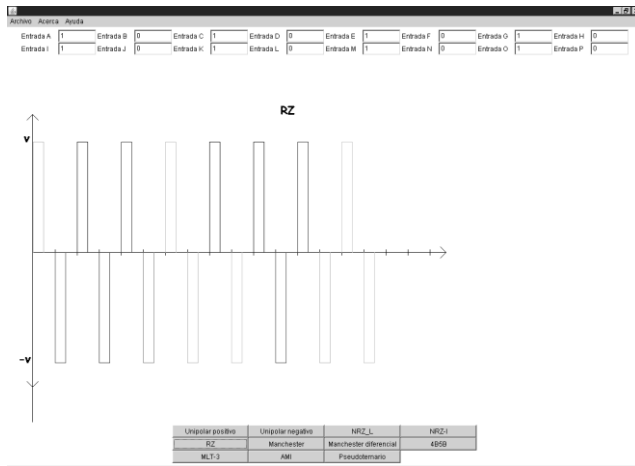 Archivo Acerca Ayuda
Entrada A 1 Entrada B 0 Entrada C 1 Entrada D 0 Entrada E 1 Entrada F 0 Entrada G 1 Entrada H 0
Entrada I 1 Entrada J 0 Entrada K 1 Entrada L 0 Entrada M 1 Entrada N 0 Entrada O 1 Entrada P 0
RZ
V
-V
Unipolar positivo Unipolar negativo NRZ_L NRZ-I
RZ Manchester Manchester diferencial 4B5B
MLT-3 AMI Pseudoternario